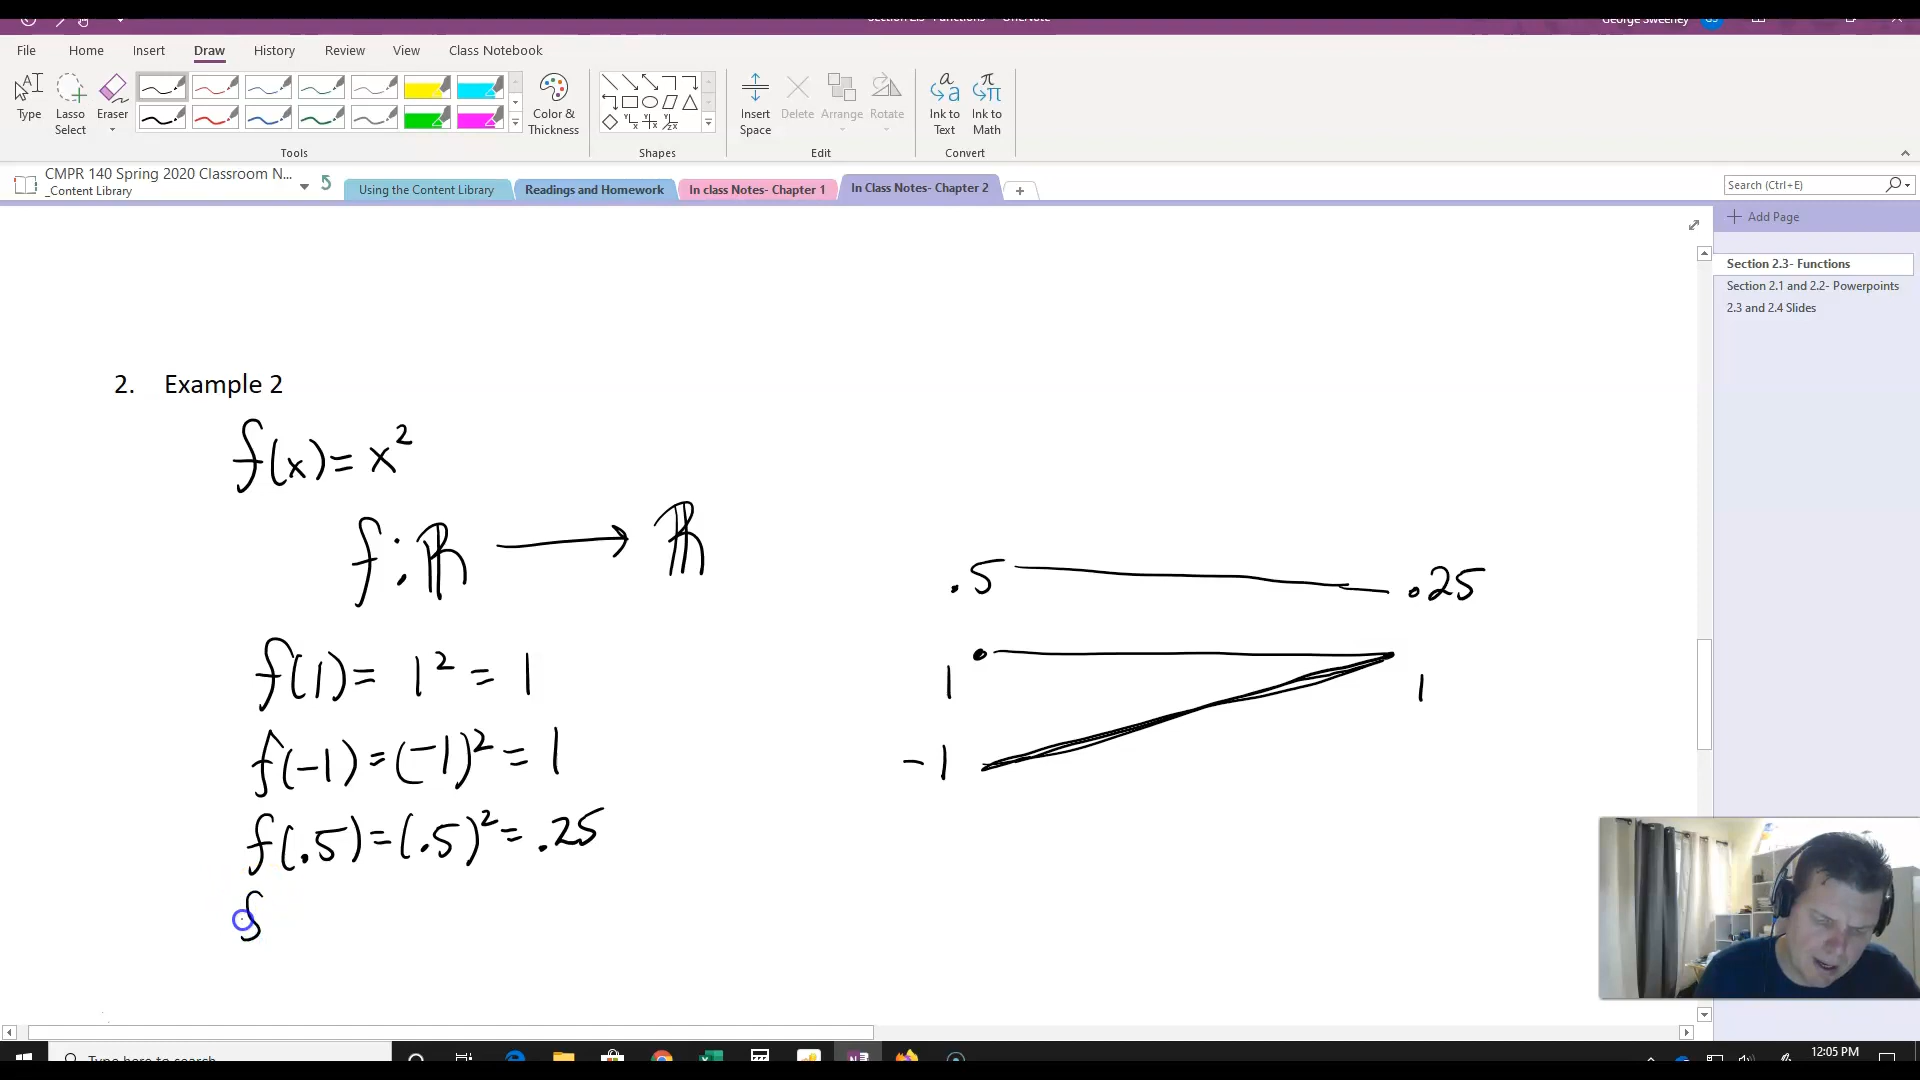 File Home Insert Draw History Review View Class Notebook
Type Lasso Select Eraser Color & Thickness Insert Space Delete Arrange Rotate Ink to Text Ink to Math
Tools Shapes Edit Convert
CMPR 140 Spring 2020 Classroom N...
_Content Library
Using the Content Library Readings and Homework In class Notes- Chapter 1 In Class Notes- Chapter 2
Search (Ctrl+E)
Add Page
Section 2.3- Functions
Section 2.1 and 2.2- Powerpoints
2.3 and 2.4 Slides
2. Example 2
f(x) = x²
f: ℝ → ℝ
.5 .25
f(1) = 1² = 1
1 1
f(-1) = (-1)² = 1
-1
f(.5) = (.5)² = .25
f
12:05 PM